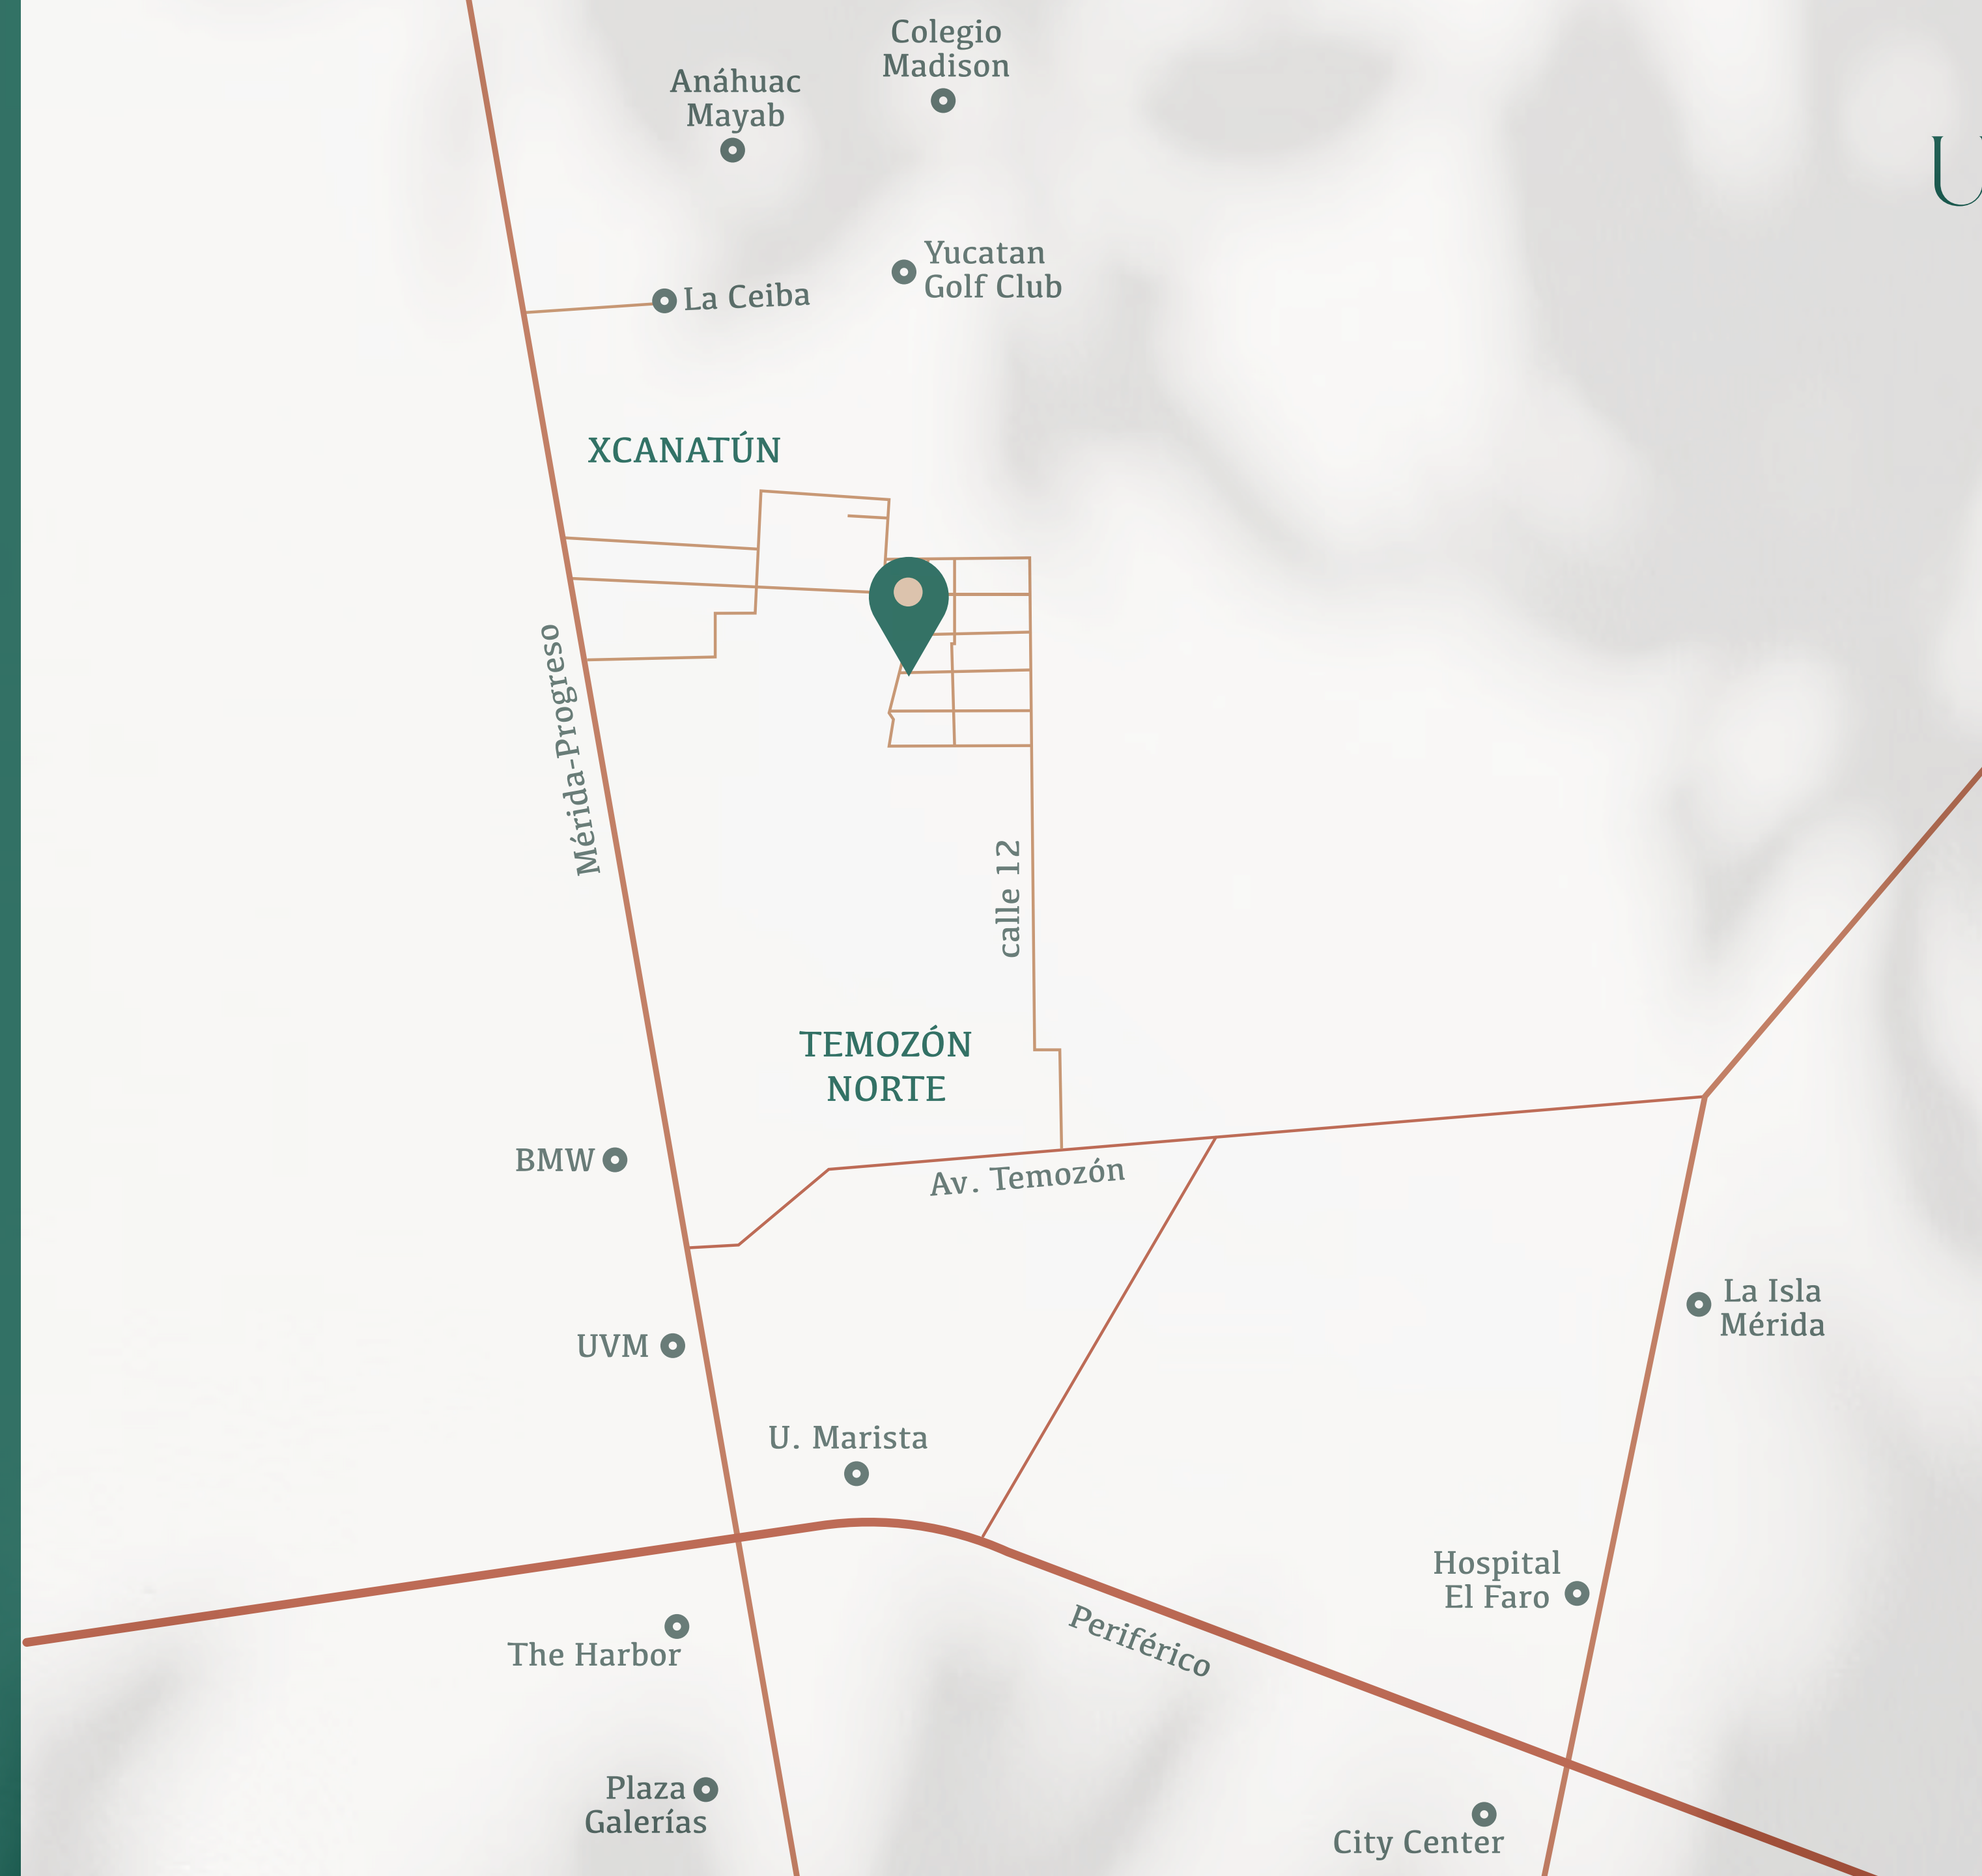 Colegio
Madison
Anáhuac
Mayab
U
Yucatan
Golf Club
La Ceiba
XCANATÚN
Mérida-Progreso
calle 12
TEMOZÓN
NORTE
BMW
Av. Temozón
La Isla
Mérida
UVM
U. Marista
Hospital
El Faro
Periférico
The Harbor
Plaza
Galerías
City Center